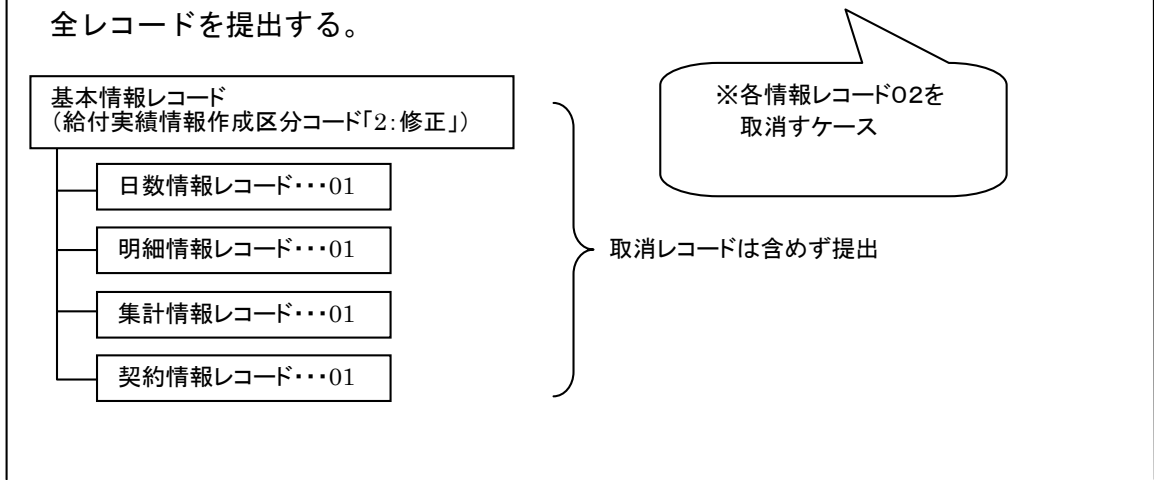 全レコードを提出する。
基本情報レコード
（給付実績情報作成区分コード「2:修正」）
日数情報レコード･･･01
明細情報レコード･･･01
集計情報レコード･･･01
契約情報レコード･･･01
取消レコードは含めず提出
※各情報レコード０２を
取消すケース